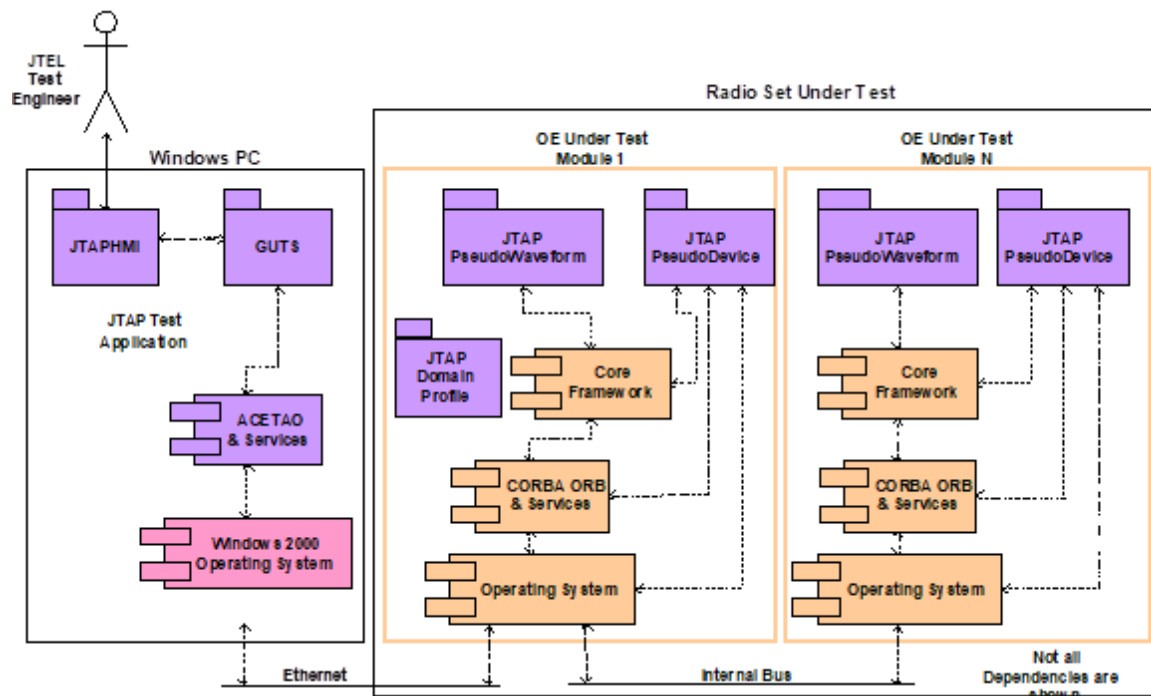 JTEL
Test
Engineer
Windows PC
JTAPHMI
GUTS
JTAP Test
Application
ACETAO
& Services
Windows 2000
Operating System
Ethernet
Radio Set Under Test
OE Under Test
Module 1
JTAP
PseudoWaveform
JTAP
PseudoDevice
JTAP
Domain
Profile
Core
Framework
CORBA ORB
& Services
Operating System
Internal Bus
OE Under Test
Module N
JTAP
PseudoWaveform
JTAP
PseudoDevice
Core
Framework
CORBA ORB
& Services
Operating System
Not all
Dependencies are
shown